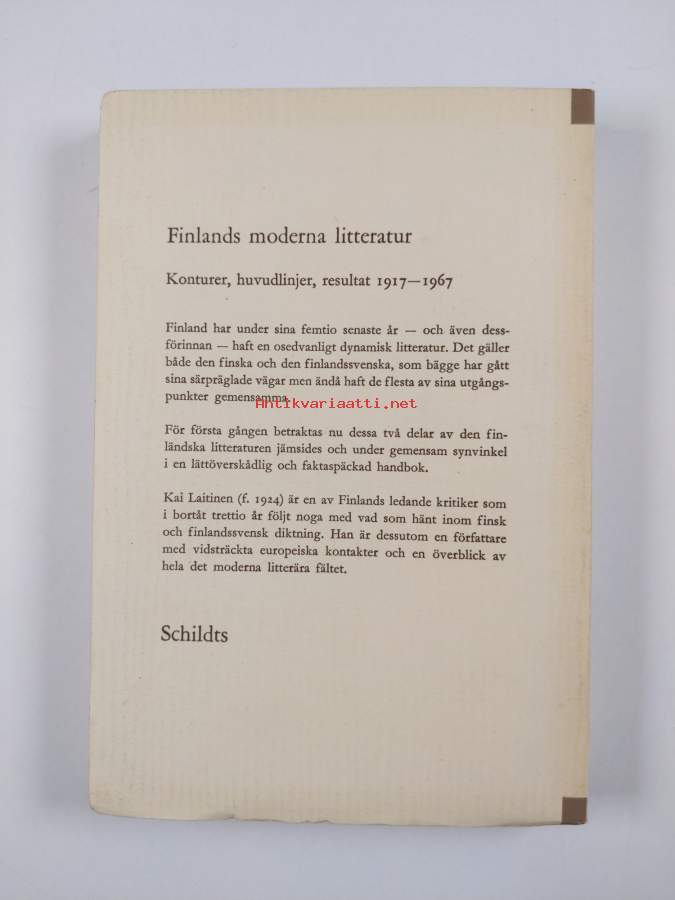 Finlands moderna litteratur
Konturer, huvudlinjer, resultat 1917—1967
Finland har under sina femtio senaste år — och även dess-
förinnan — haft en osedvanligt dynamisk litteratur. Det gäller
både den finska och den finlandssvenska, som bägge har gått
sina särpräglade vägar men ändå haft de flesta av sina utgångs-
punkter gemensamma.
Antikvariaatti.net
För första gången betraktas nu dessa två delar av den fin-
ländska litteraturen jämsides och under gemensam synvinkel
i en lättöverskådlig och faktaspäckad handbok.
Kai Laitinen (f. 1924) är en av Finlands ledande kritiker som
i bortåt trettio år följt noga med vad som hänt inom finsk
och finlandssvensk diktning. Han är dessutom en författare
med vidsträckta europeiska kontakter och en överblick av
hela det moderna litterära fältet.
Schildts